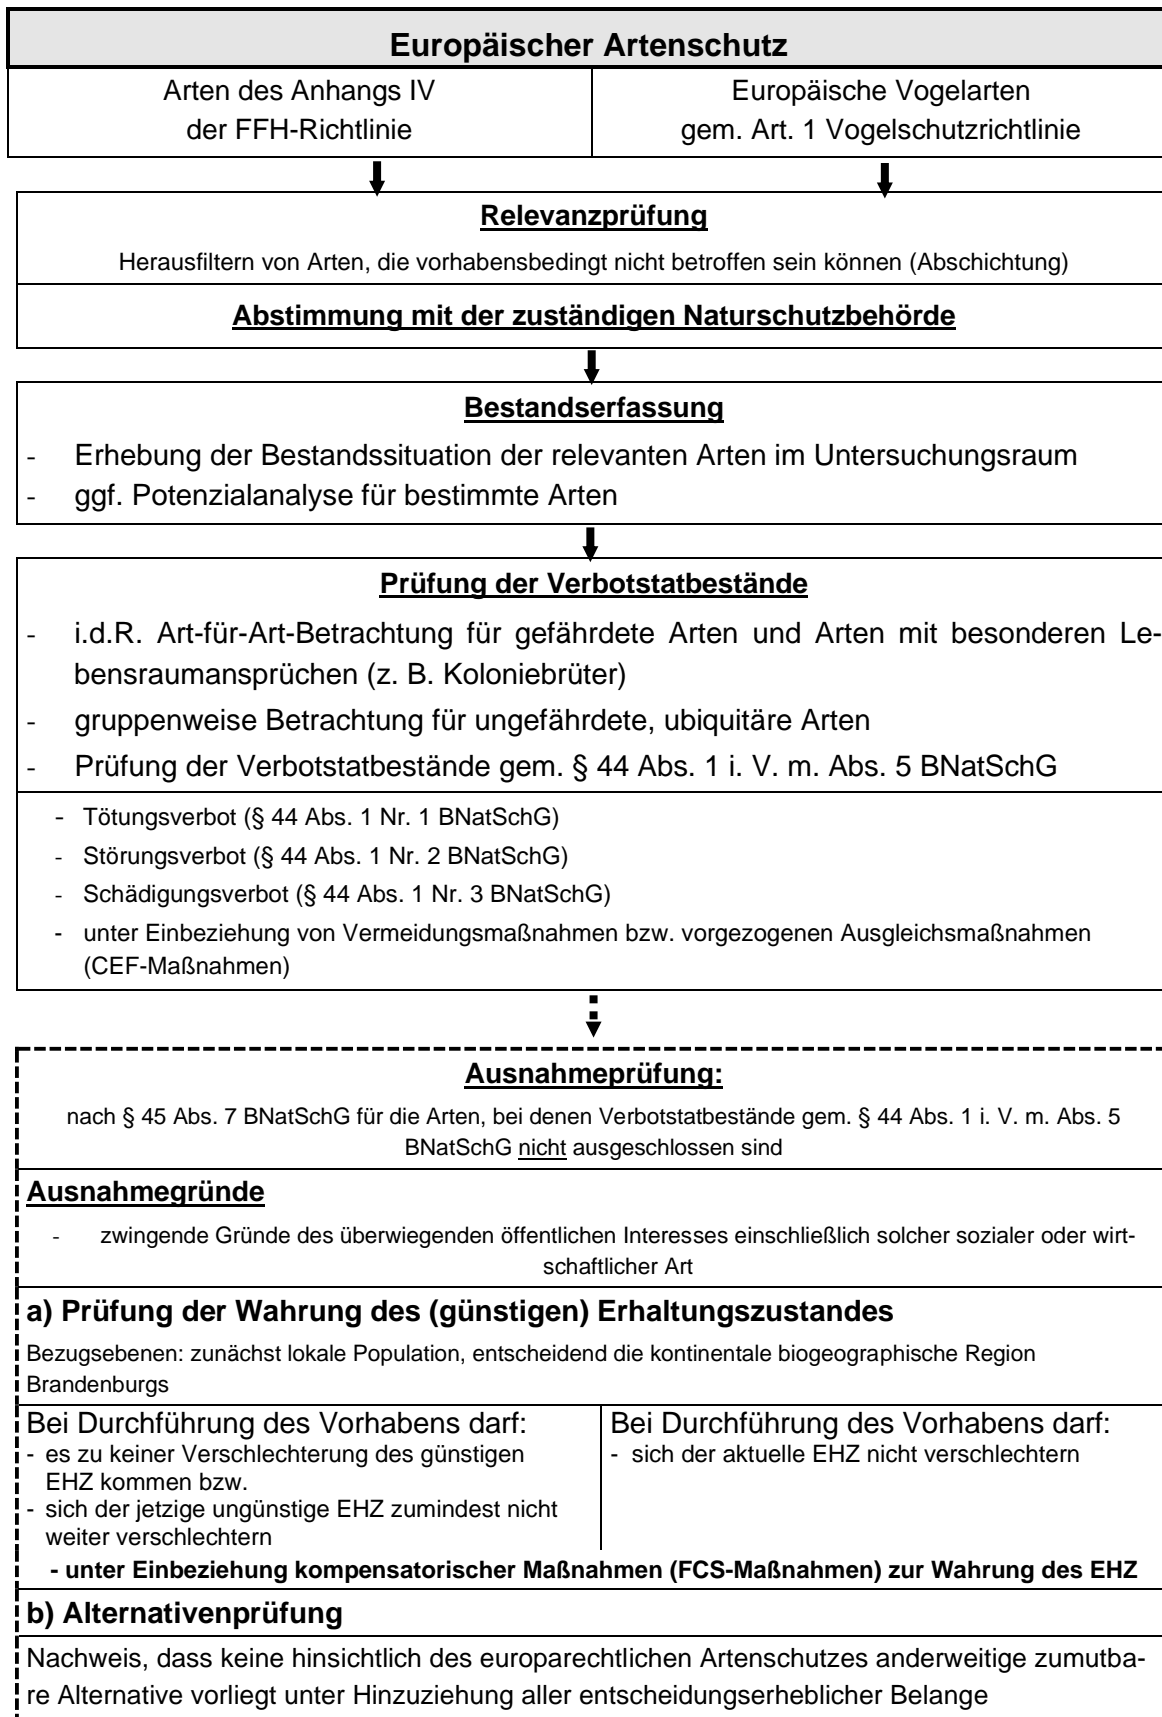 Europäischer Artenschutz
Arten des Anhangs IV
der FFH-Richtlinie
Europäische Vogelarten
gem. Art. 1 Vogelschutzrichtlinie
Relevanzprüfung
Herausfiltern von Arten, die vorhabensbedingt nicht betroffen sein können (Abschichtung)
Abstimmung mit der zuständigen Naturschutzbehörde
Bestandserfassung
- Erhebung der Bestandssituation der relevanten Arten im Untersuchungsraum
- ggf. Potenzialanalyse für bestimmte Arten
Prüfung der Verbotstatbestände
- i.d.R. Art-für-Art-Betrachtung für gefährdete Arten und Arten mit besonderen Le-
bensraumansprüchen (z. B. Koloniebrüter)
- gruppenweise Betrachtung für ungefährdete, ubiquitäre Arten
- Prüfung der Verbotstatbestände gem. § 44 Abs. 1 i. V. m. Abs. 5 BNatSchG
- Tötungsverbot (§ 44 Abs. 1 Nr. 1 BNatSchG)
- Störungsverbot (§ 44 Abs. 1 Nr. 2 BNatSchG)
- Schädigungsverbot (§ 44 Abs. 1 Nr. 3 BNatSchG)
- unter Einbeziehung von Vermeidungsmaßnahmen bzw. vorgezogenen Ausgleichsmaßnahmen
(CEF-Maßnahmen)
Ausnahmeprüfung:
nach § 45 Abs. 7 BNatSchG für die Arten, bei denen Verbotstatbestände gem. § 44 Abs. 1 i. V. m. Abs. 5
BNatSchG nicht ausgeschlossen sind
Ausnahmegründe
- zwingende Gründe des überwiegenden öffentlichen Interesses einschließlich solcher sozialer oder wirt-
schaftlicher Art
a) Prüfung der Wahrung des (günstigen) Erhaltungszustandes
Bezugsebenen: zunächst lokale Population, entscheidend die kontinentale biogeographische Region
Brandenburgs
Bei Durchführung des Vorhabens darf:
- es zu keiner Verschlechterung des günstigen
EHZ kommen bzw.
- sich der jetzige ungünstige EHZ zumindest nicht
weiter verschlechtern
Bei Durchführung des Vorhabens darf:
- sich der aktuelle EHZ nicht verschlechtern
- unter Einbeziehung kompensatorischer Maßnahmen (FCS-Maßnahmen) zur Wahrung des EHZ
b) Alternativenprüfung
Nachweis, dass keine hinsichtlich des europarechtlichen Artenschutzes anderweitige zumutba-
re Alternative vorliegt unter Hinzuziehung aller entscheidungserheblicher Belange